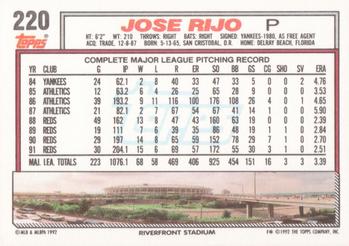 220
Topps
JOSE RIJO P
HT: 6'2" WT: 210 THROWS: RIGHT BATS: RIGHT SIGNED: YANKEES-1980, AS FREE AGENT
ACQ. TRADE, 12-8-87 BORN: 5-13-65, SAN CRISTOBAL, D.R. HOME: DELRAY BEACH, FLORIDA
COMPLETE MAJOR LEAGUE PITCHING RECORD
YR CLUB G IP W L R ER SO BB GS CG SHO SV ERA
84 YANKEES 24 62.1 2 8 40 33 47 33 5 0 0 2 4.76
85 ATHLETICS 12 63.2 6 4 26 25 65 28 9 0 0 0 3.53
86 ATHLETICS 39 193.2 9 11 116 100 176 108 26 4 0 1 4.65
87 ATHLETICS 21 82.1 2 7 67 54 67 41 14 1 0 0 5.90
88 REDS 49 162 13 8 47 43 160 63 19 0 0 0 2.39
89 REDS 19 111 7 6 39 35 86 48 19 1 1 0 2.84
90 REDS 29 197 14 8 65 59 152 78 29 7 1 0 2.70
91 REDS 30 204.1 15 6 69 57 172 55 30 3 1 0 2.51
MAJ. LEA. TOTALS 223 1076.1 68 58 469 406 925 454 151 16 3 3 3.39
© MLB & MLBPA 1992
RIVERFRONT STADIUM
F* © 1992 THE TOPPS COMPANY, INC.